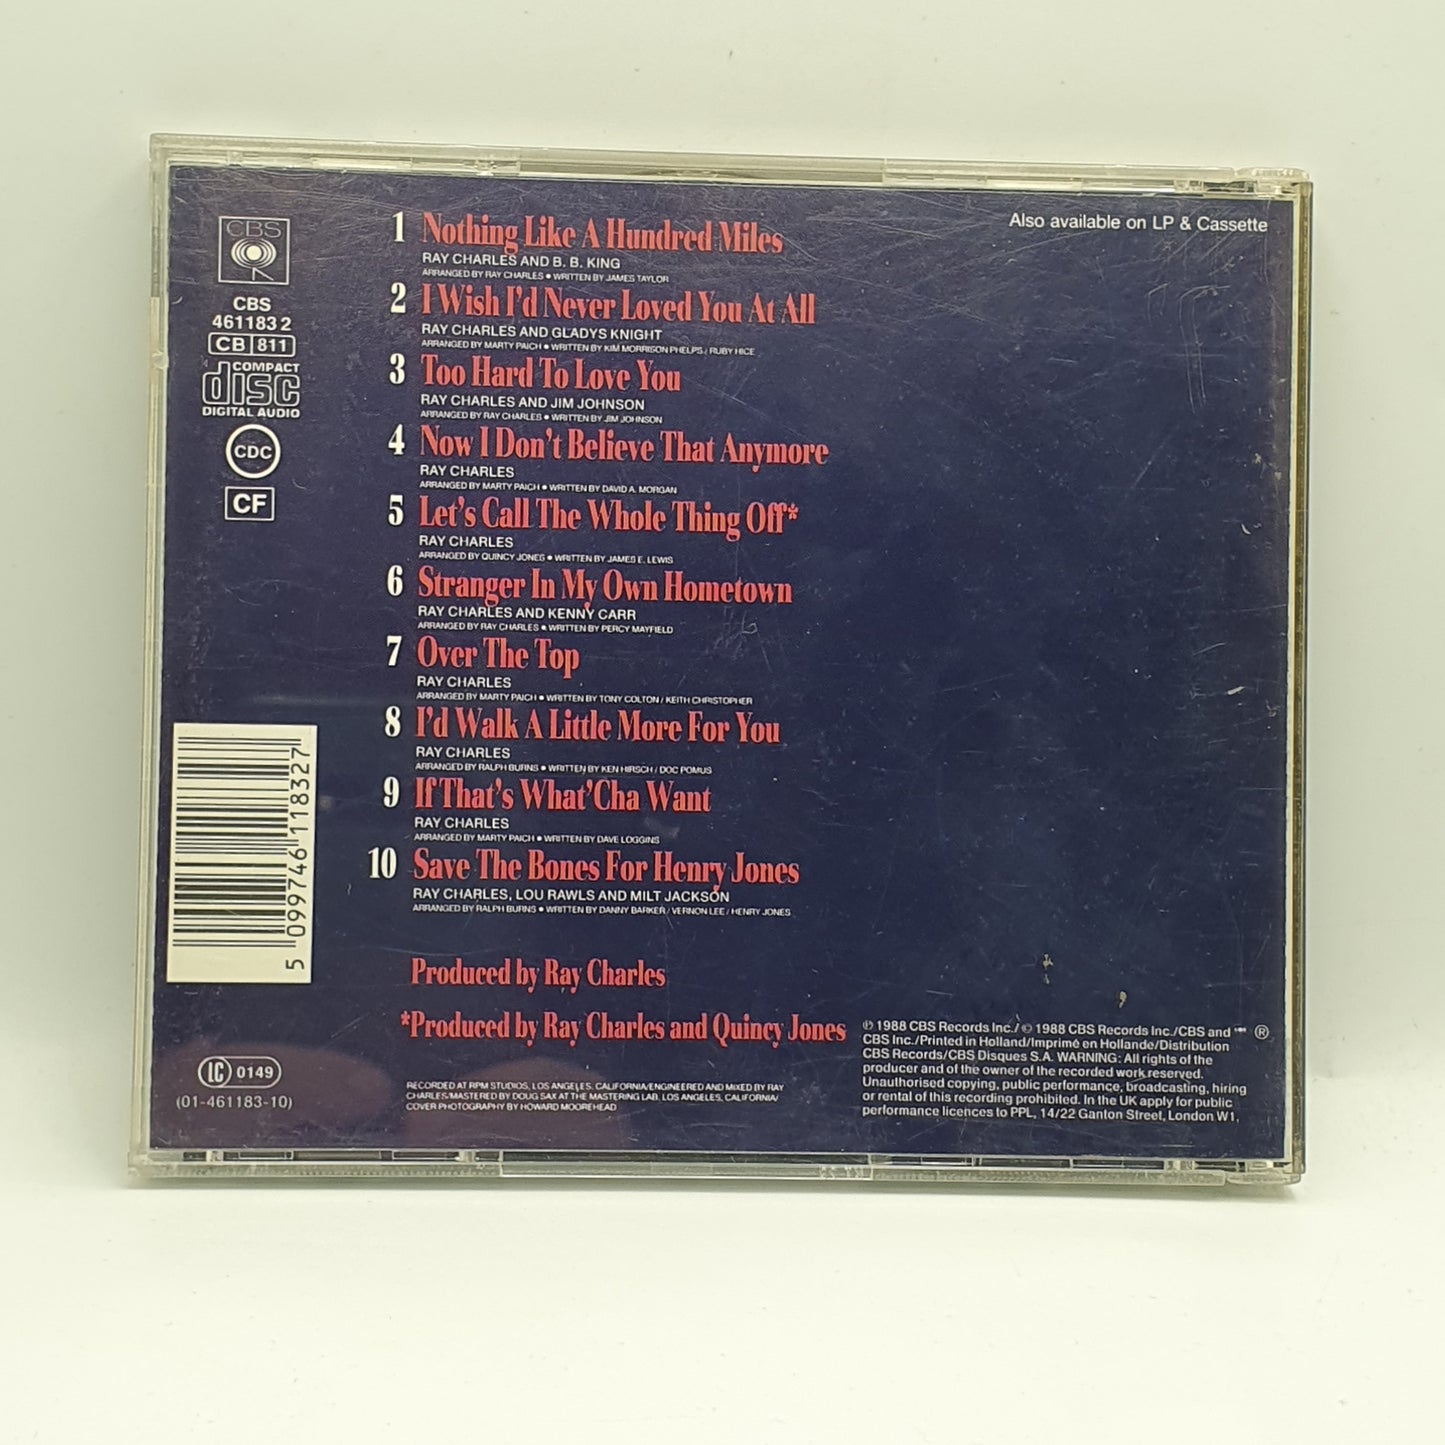 CBS
CBS
461183 2
CB 811
COMPACT
disc
DIGITAL AUDIO
CDC
CF
Also available on LP & Cassette
1 Nothing Like A Hundred Miles
RAY CHARLES AND B. B. KING
ARRANGED BY RAY CHARLES ● WRITTEN BY JAMES TAYLOR
2 I Wish I'd Never Loved You At All
RAY CHARLES AND GLADYS KNIGHT
ARRANGED BY MARTY PAICH ● WRITTEN BY KIM MORRISON PHELPS / RUBY HICE
3 Too Hard To Love You
RAY CHARLES AND JIM JOHNSON
ARRANGED BY RAY CHARLES ● WRITTEN BY JIM JOHNSON
4 Now I Don't Believe That Anymore
RAY CHARLES
ARRANGED BY MARTY PAICH ● WRITTEN BY DAVID A. MORGAN
5 Let's Call The Whole Thing Off*
RAY CHARLES
ARRANGED BY QUINCY JONES ● WRITTEN BY JAMES E. LEWIS
6 Stranger In My Own Hometown
RAY CHARLES AND KENNY CARR
ARRANGED BY RAY CHARLES ● WRITTEN BY PERCY MAYFIELD
7 Over The Top
RAY CHARLES
ARRANGED BY MARTY PAICH ● WRITTEN BY TONY COLTON / KEITH CHRISTOPHER
8 I'd Walk A Little More For You
RAY CHARLES
ARRANGED BY RALPH BURNS ● WRITTEN BY KEN HIRSCH / DOC POMUS
9 If That's What'Cha Want
RAY CHARLES
ARRANGED BY MARTY PAICH ● WRITTEN BY DAVE LOGGINS
10 Save The Bones For Henry Jones
RAY CHARLES, LOU RAWLS AND MILT JACKSON
ARRANGED BY RALPH BURNS ● WRITTEN BY DANNY BARKER / VERNON LEE / HENRY JONES
5 099746 118327
Produced by Ray Charles
*Produced by Ray Charles and Quincy Jones
LC 0149
(01-461183-10)
RECORDED AT RPM STUDIOS, LOS ANGELES, CALIFORNIA/ENGINEERED AND MIXED BY RAY
CHARLES/MASTERED BY DOUG SAX AT THE MASTERING LAB, LOS ANGELES, CALIFORNIA/
COVER PHOTOGRAPHY BY HOWARD MOOREHEAD
℗ 1988 CBS Records Inc./ © 1988 CBS Records Inc./CBS and ®
CBS Inc./Printed in Holland/Imprimé en Hollande/Distribution
CBS Records/CBS Disques S.A. WARNING: All rights of the
producer and of the owner of the recorded work reserved.
Unauthorised copying, public performance, broadcasting, hiring
or rental of this recording prohibited. In the UK apply for public
performance licences to PPL, 14/22 Ganton Street, London W1,